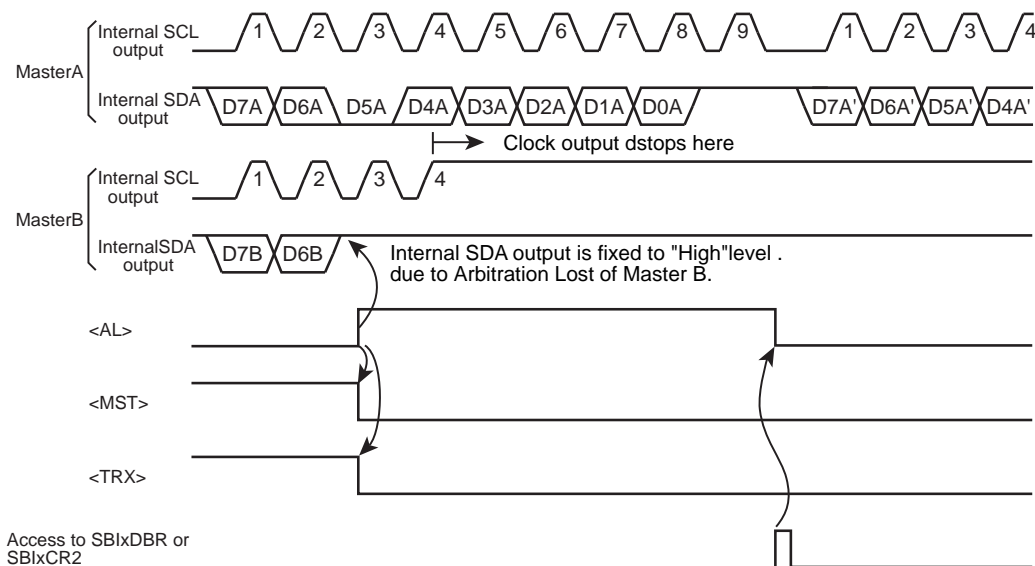 Internal SCL
output
1 2 3 4 5 6 7 8 9 1 2 3 4
MasterA
Internal SDA
output
D7A D6A D5A D4A D3A D2A D1A D0A D7A' D6A' D5A' D4A'
Clock output dstops here
Internal SCL
output
1 2 3 4
MasterB
InternalSDA
output
D7B D6B
Internal SDA output is fixed to "High"level .
due to Arbitration Lost of Master B.
<AL>
<MST>
<TRX>
Access to SBIxDBR or
SBIxCR2